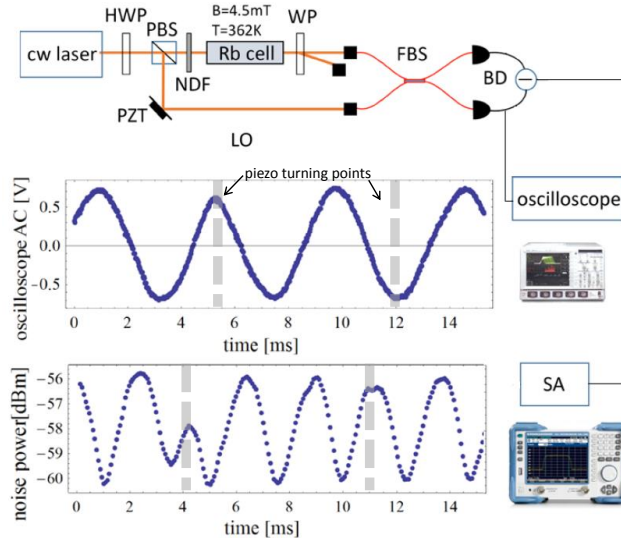 B=4.5mT
T=362K
HWP
PBS
WP
cw laser
Rb cell
FBS
NDF
BD
PZT
LO
piezo turning points
oscilloscope AC [V]
0.5
0.0
−0.5
0 2 4 6 8 10 12 14
time [ms]
oscilloscope
noise power[dBm]
−56
−57
−58
−59
−60
0 2 4 6 8 10 12 14
time [ms]
SA